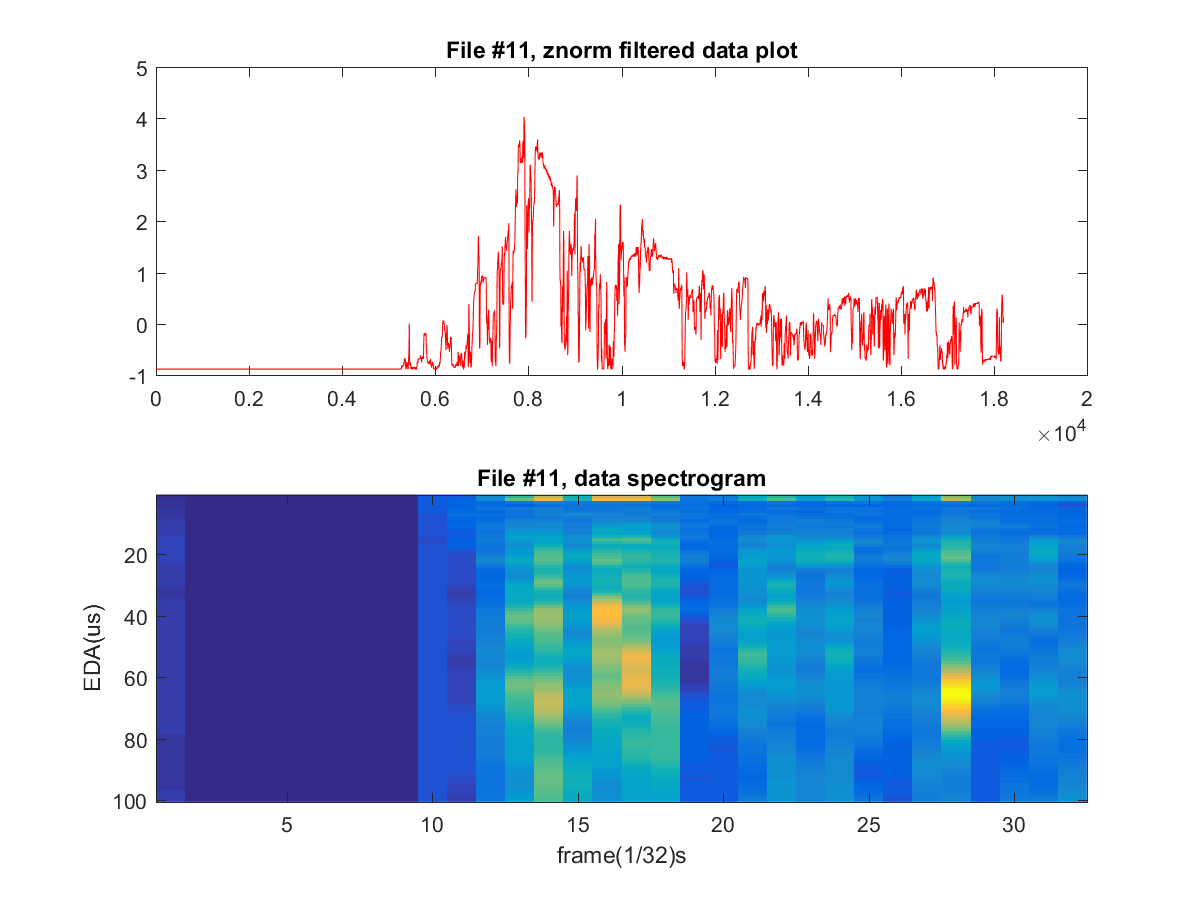 File #11, znorm filtered data plot
5
4
3
2
1
0
-1
0 0.2 0.4 0.6 0.8 1 1.2 1.4 1.6 1.8 2
×10^4
File #11, data spectrogram
EDA(us)
20
40
60
80
100
5 10 15 20 25 30
frame(1/32)s